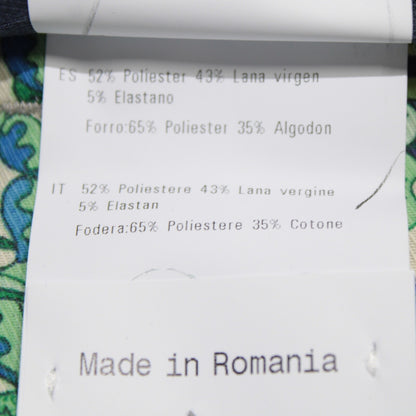 ES 52% Poliester 43% Lana virgen
5% Elastano
Forro:65% Poliester 35% Algodon
IT 52% Poliestere 43% Lana vergine
5% Elastan
Fodera:65% Poliestere 35% Cotone
Made in Romania